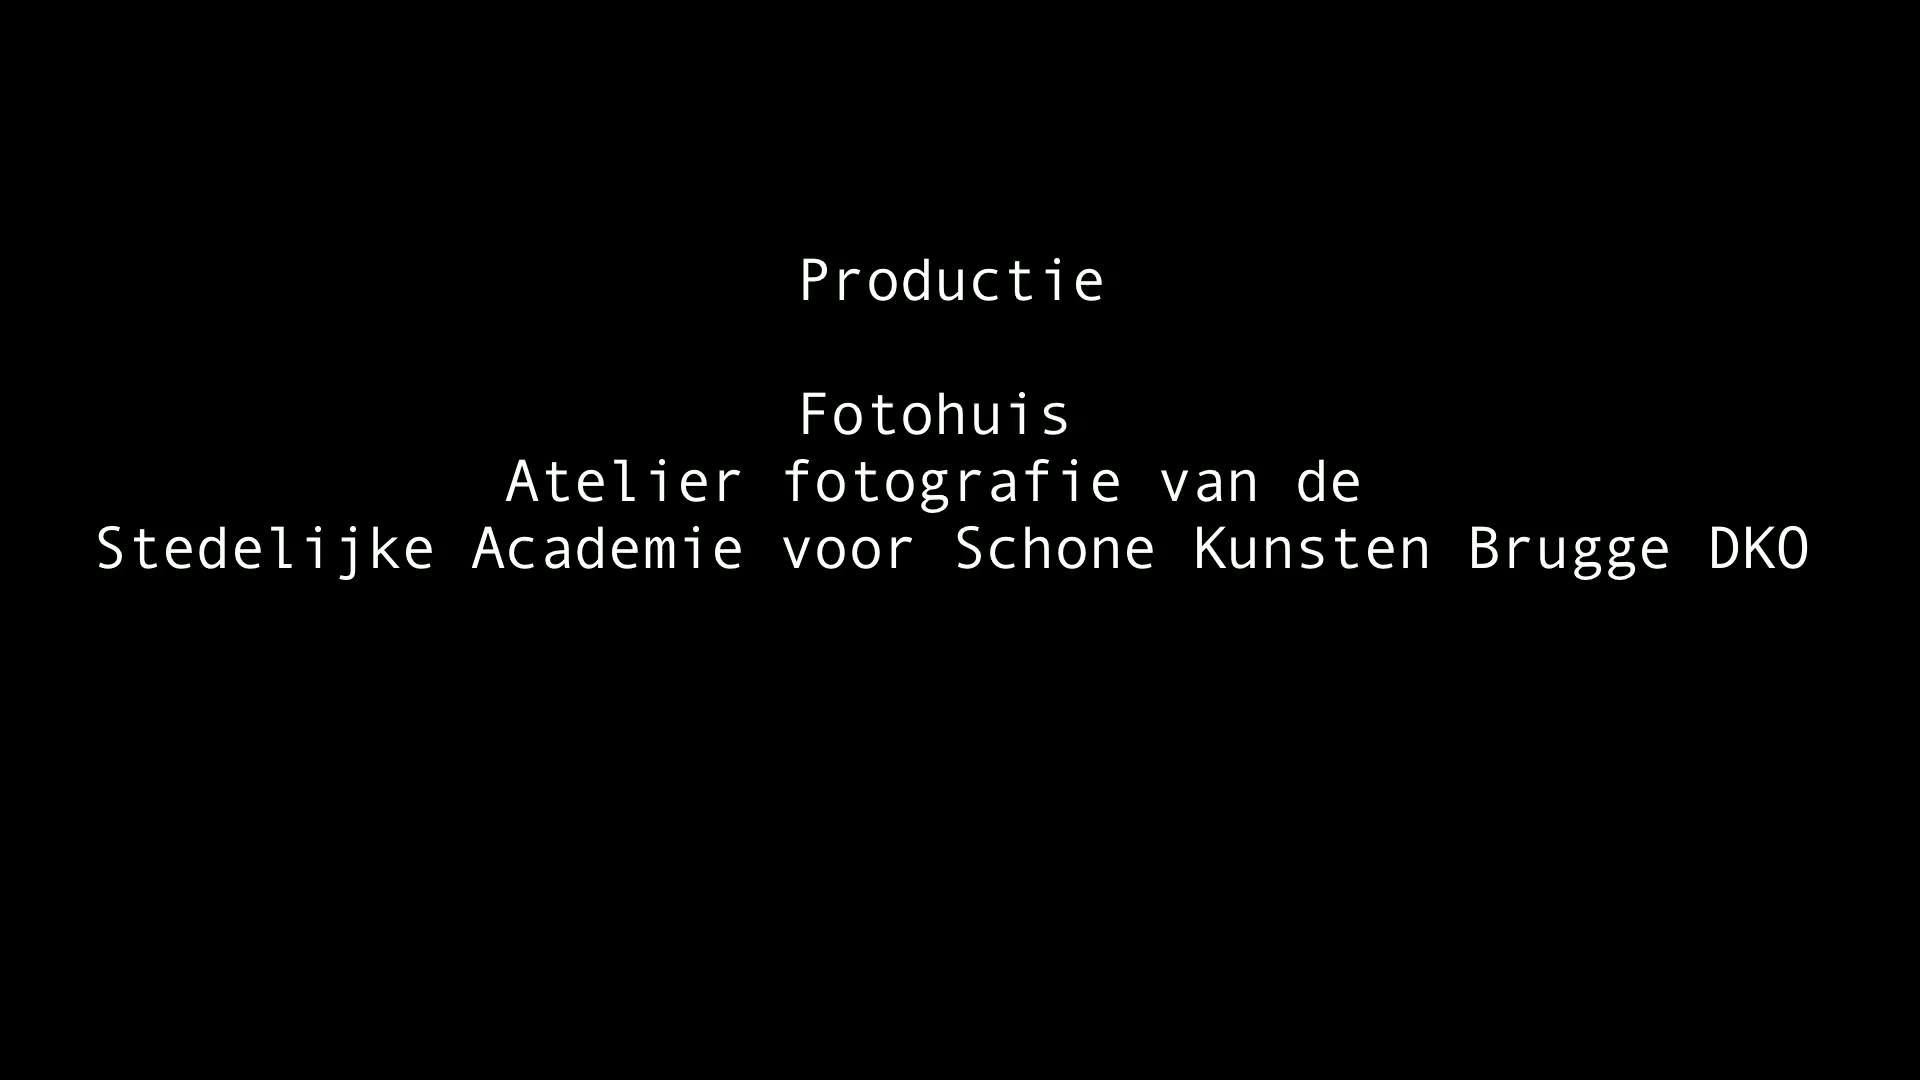 Productie
Fotohuis
Atelier fotografie van de
Stedelijke Academie voor Schone Kunsten Brugge DKO